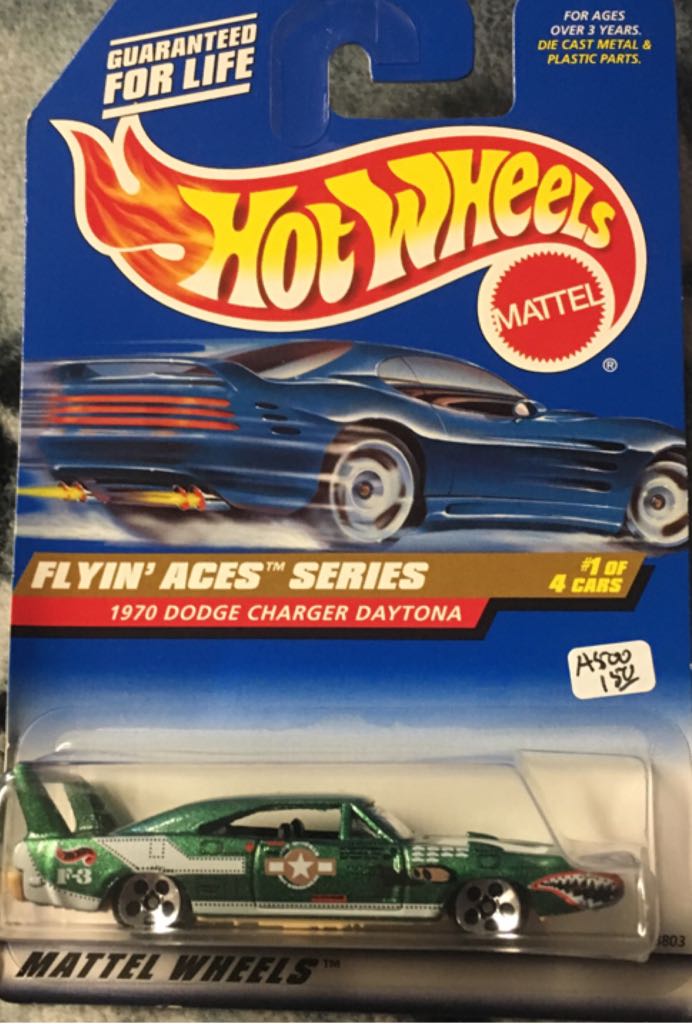 GUARANTEED
FOR LIFE
FOR AGES
OVER 3 YEARS.
DIE CAST METAL &
PLASTIC PARTS.
HOT WHEELS
MATTEL
®
FLYIN' ACES™ SERIES
#1 OF
4 CARS
1970 DODGE CHARGER DAYTONA
A500
F-3
MATTEL WHEELS™